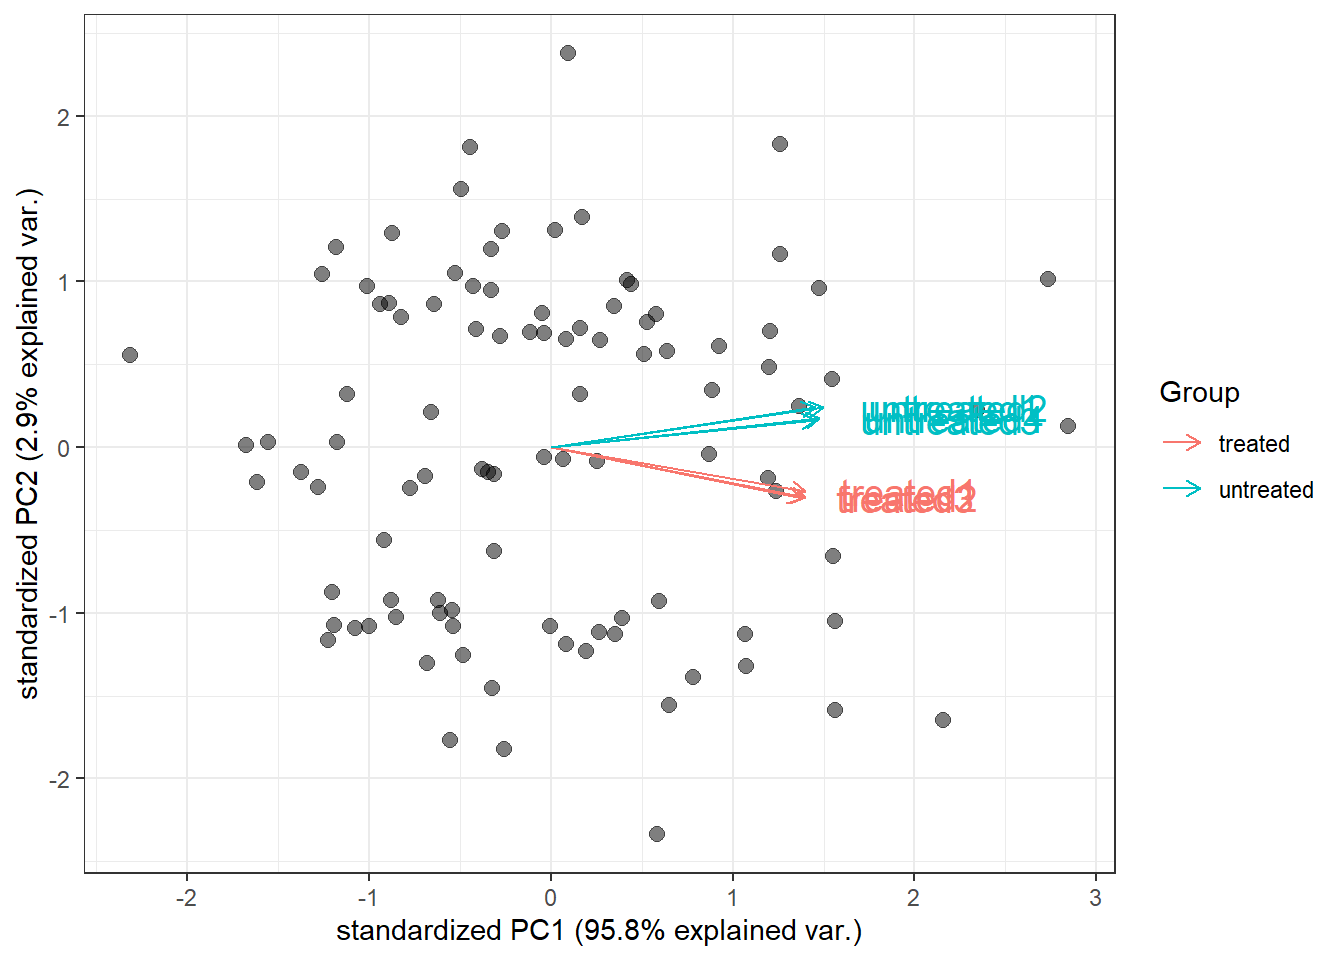 standardized PC2 (2.9% explained var.)
2
1
0
-1
-2
-2
-1
0
1
2
3
standardized PC1 (95.8% explained var.)
Group
treated
untreated